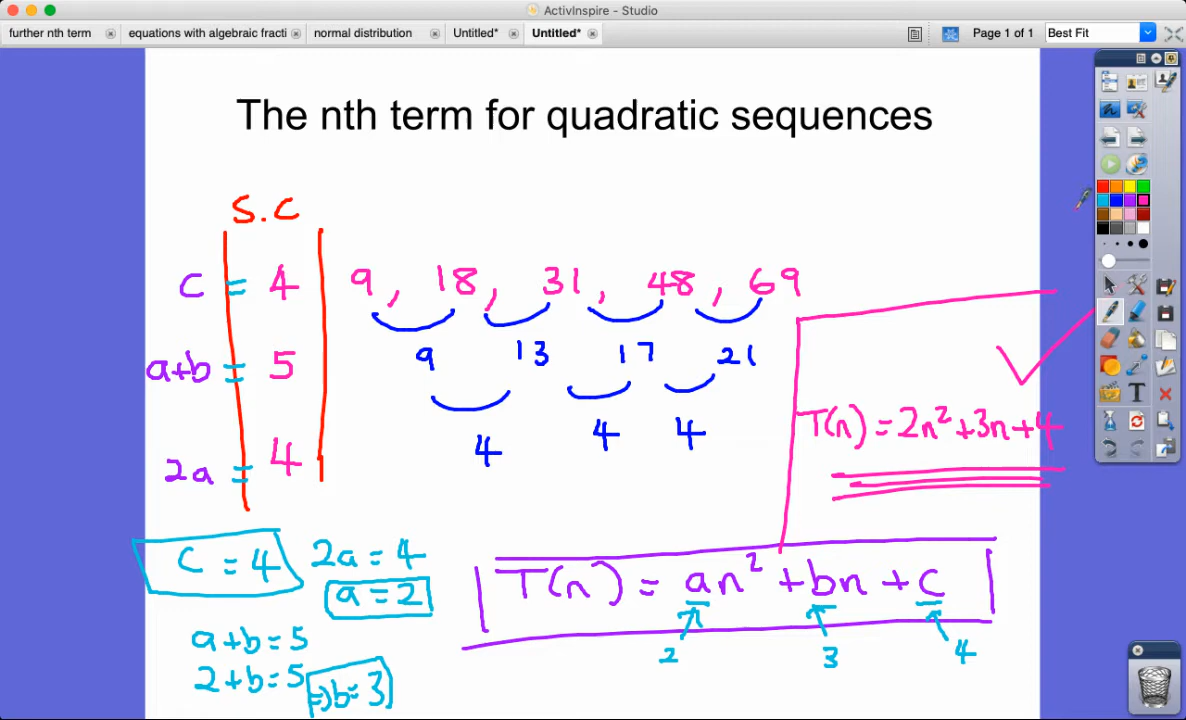 ActivInspire - Studio
further nth term
equations with algebraic fracti
normal distribution
Untitled*
Untitled*
Page 1 of 1
Best Fit
The nth term for quadratic sequences
S.C
c = 4
9, 18, 31, 48, 69
a+b = 5
9 13 17 21
2a = 4
4 4 4
T(n) = 2n²+3n+4
c = 4
2a = 4
a = 2
a+b = 5
2+b = 5 ⇒ b = 3
T(n) = an² + bn + c
2 3 4
T